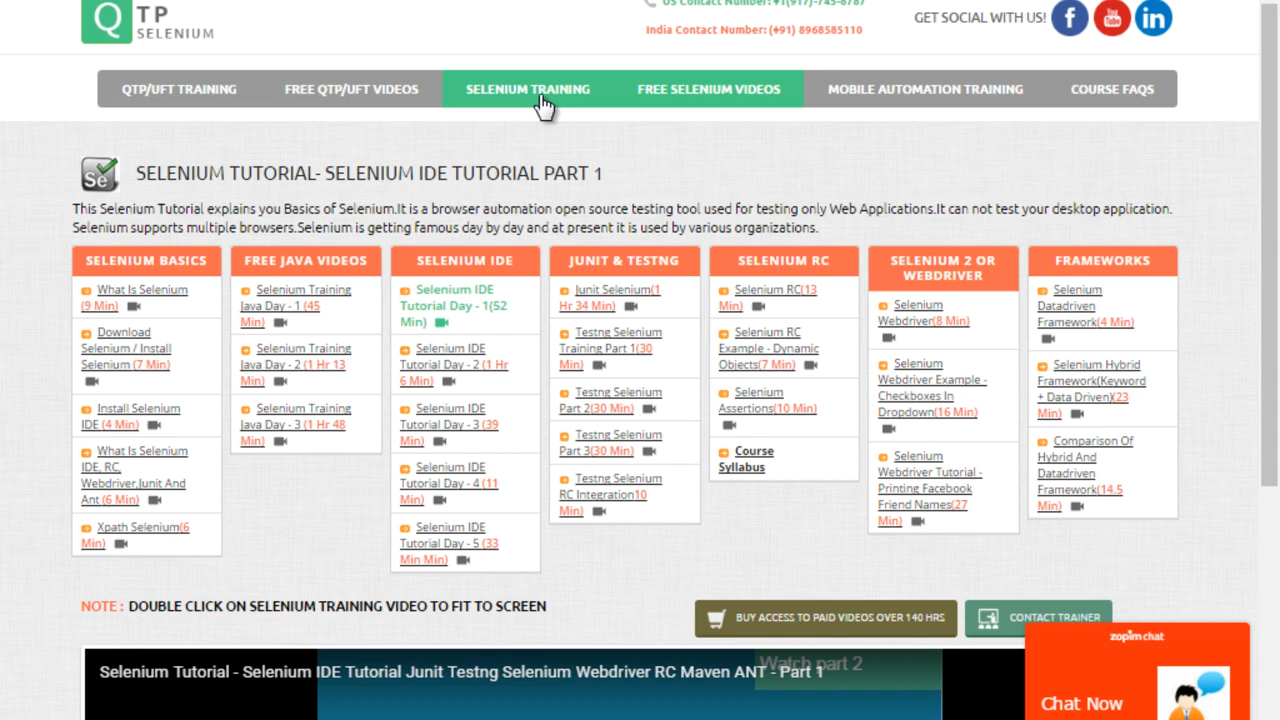 Q TP
SELENIUM
US Contact Number: +1(917)-745-8787
India Contact Number: (+91) 8968585110
GET SOCIAL WITH US! f You Tube in
QTP/UFT TRAINING FREE QTP/UFT VIDEOS SELENIUM TRAINING FREE SELENIUM VIDEOS MOBILE AUTOMATION TRAINING COURSE FAQS
Se SELENIUM TUTORIAL- SELENIUM IDE TUTORIAL PART 1
This Selenium Tutorial explains you Basics of Selenium.It is a browser automation open source testing tool used for testing only Web Applications.It can not test your desktop application.
Selenium supports multiple browsers.Selenium is getting famous day by day and at present it is used by various organizations.
SELENIUM BASICS
What Is Selenium
(9 Min)
Download
Selenium / Install
Selenium (7 Min)
Install Selenium
IDE (4 Min)
What Is Selenium
IDE, RC,
Webdriver,Junit And
Ant (6 Min)
Xpath Selenium(6
Min)
FREE JAVA VIDEOS
Selenium Training
Java Day - 1 (45
Min)
Selenium Training
Java Day - 2 (1 Hr 13
Min)
Selenium Training
Java Day - 3 (1 Hr 48
Min)
SELENIUM IDE
Selenium IDE
Tutorial Day - 1(52
Min)
Selenium IDE
Tutorial Day - 2 (1 Hr
6 Min)
Selenium IDE
Tutorial Day - 3 (39
Min)
Selenium IDE
Tutorial Day - 4 (11
Min)
Selenium IDE
Tutorial Day - 5 (33
Min Min)
JUNIT & TESTNG
Junit Selenium(1
Hr 34 Min)
Testng Selenium
Training Part 1(30
Min)
Testng Selenium
Part 2(30 Min)
Testng Selenium
Part 3(30 Min)
Testng Selenium
RC Integration10
Min)
SELENIUM RC
Selenium RC(13
Min)
Selenium RC
Example - Dynamic
Objects(7 Min)
Selenium
Assertions(10 Min)
Course
Syllabus
SELENIUM 2 OR
WEBDRIVER
Selenium
Webdriver(8 Min)
Selenium
Webdriver Example -
Checkboxes In
Dropdown(16 Min)
Selenium
Webdriver Tutorial -
Printing Facebook
Friend Names(27
Min)
FRAMEWORKS
Selenium
Datadriven
Framework(4 Min)
Selenium Hybrid
Framework(Keyword
+ Data Driven)(23
Min)
Comparison Of
Hybrid And
Datadriven
Framework(14.5
Min)
NOTE : DOUBLE CLICK ON SELENIUM TRAINING VIDEO TO FIT TO SCREEN
BUY ACCESS TO PAID VIDEOS OVER 140 HRS
CONTACT TRAINER
zopim chat
Chat Now
Watch part 2
Selenium Tutorial - Selenium IDE Tutorial Junit Testng Selenium Webdriver RC Maven ANT - Part 1